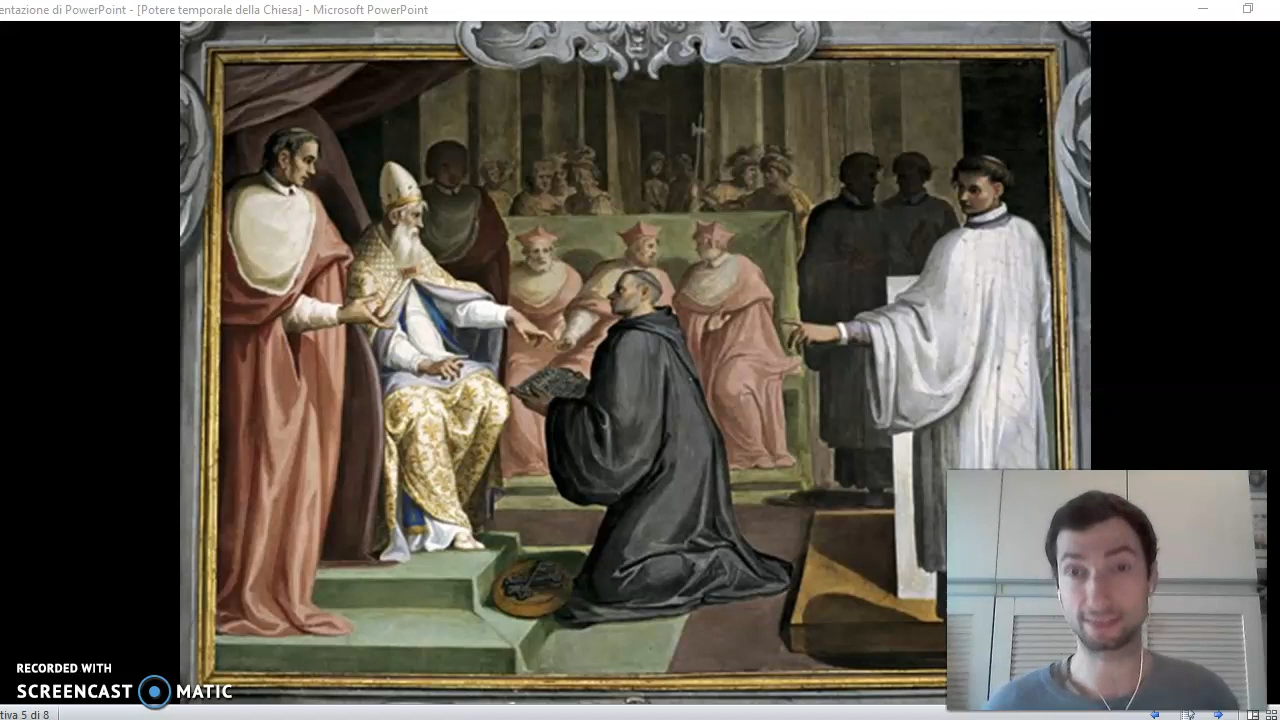 entazione di PowerPoint - [Potere temporale della Chiesa] - Microsoft PowerPoint
RECORDED WITH
SCREENCAST MATIC
tiva 5 di 8